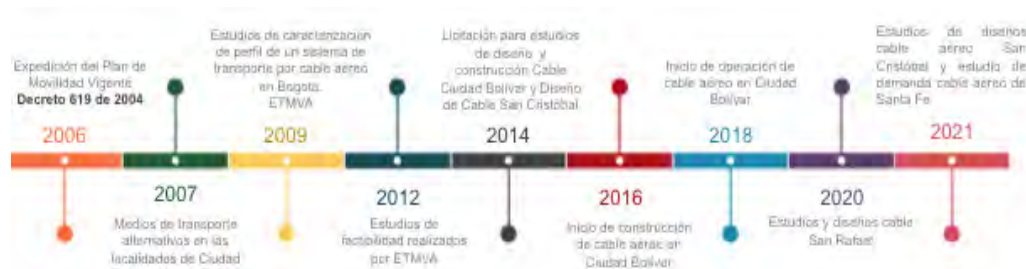 Expedición del Plan de
Movilidad Vigente
Decreto 619 de 2004
2006
2007
Medios de transporte
alternativos en las
localidades de Ciudad
Estudios de caracterización
de perfil de un sistema de
transporte por cable aéreo
en Bogotá.
ETMVA
2009
2012
Estudios de
factibilidad realizados
por ETMVA
Licitación para estudios
de diseño y
construcción Cable
Ciudad Bolívar y Diseño
de Cable San Cristóbal
2014
2016
Inicio de construcción
de cable aéreo en
Ciudad Bolívar
Inicio de operación de
cable aéreo en Ciudad
Bolívar
2018
2020
Estudios y diseños cable
San Rafael
Estudios de diseños
cable aéreo San
Cristóbal y estudio de
demanda cable aéreo de
Santa Fe
2021